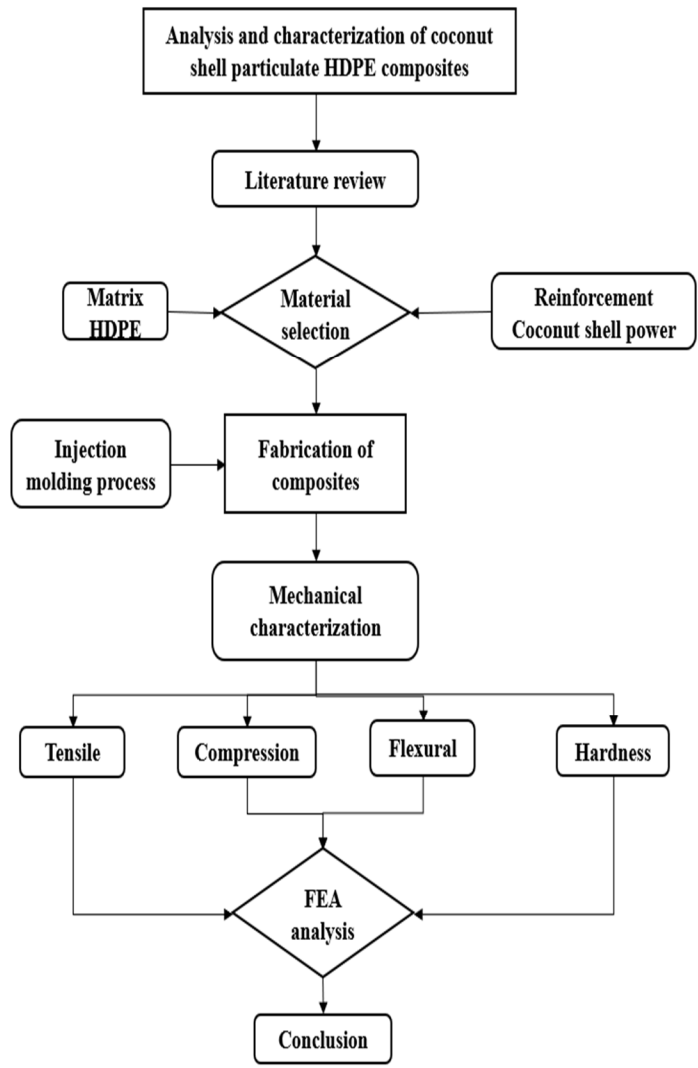 Analysis and characterization of coconut
shell particulate HDPE composites
Literature review
Matrix
HDPE
Material
selection
Reinforcement
Coconut shell power
Injection
molding process
Fabrication of
composites
Mechanical
characterization
Tensile
Compression
Flexural
Hardness
FEA
analysis
Conclusion